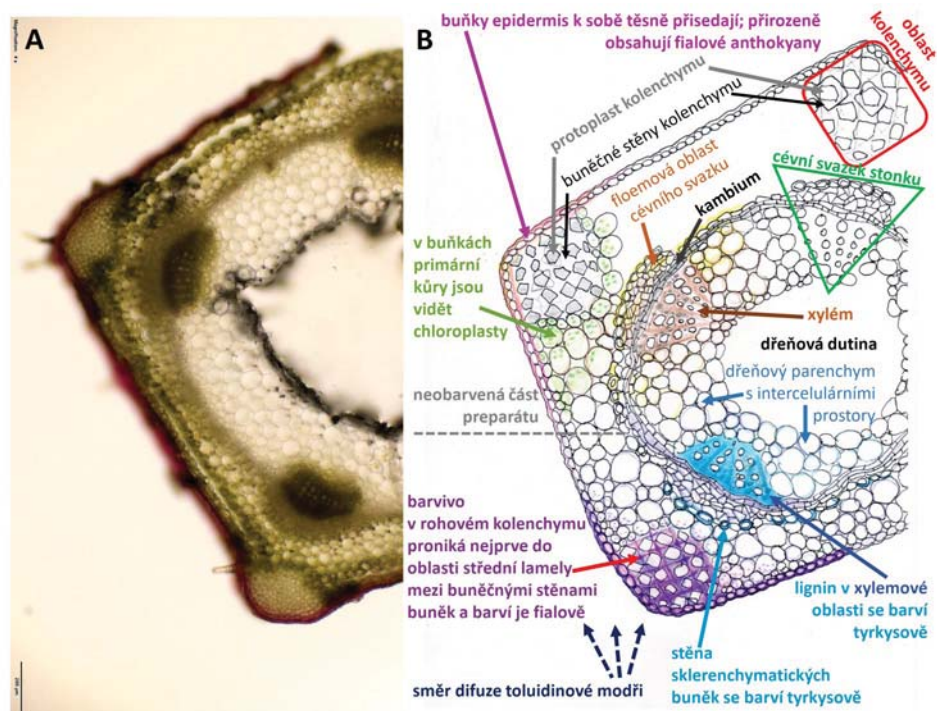 A
B
buňky epidermis k sobě těsně přisedají; přirozeně
obsahují fialové anthokyany
oblast
kolenchymu
protoplast kolenchymu
buněčné stěny kolenchymu
floemová oblast
cévního svazku
kambium
cévní svazek stonku
v buňkách
primární
kůry jsou
vidět
chloroplasty
xylém
dřeňová dutina
dřeňový parenchym
s intercelulárními
prostory
neobarvená část
preparátu
barvivo
v rohovém kolenchymu
proniká nejprve do
oblasti střední lamely
mezi buněčnými stěnami
buněk a barví je fialově
lignin v xylemové
oblasti se barví
tyrkysově
stěna
sklerenchymatických
buněk se barví tyrkysově
směr difuze toluidinové modři